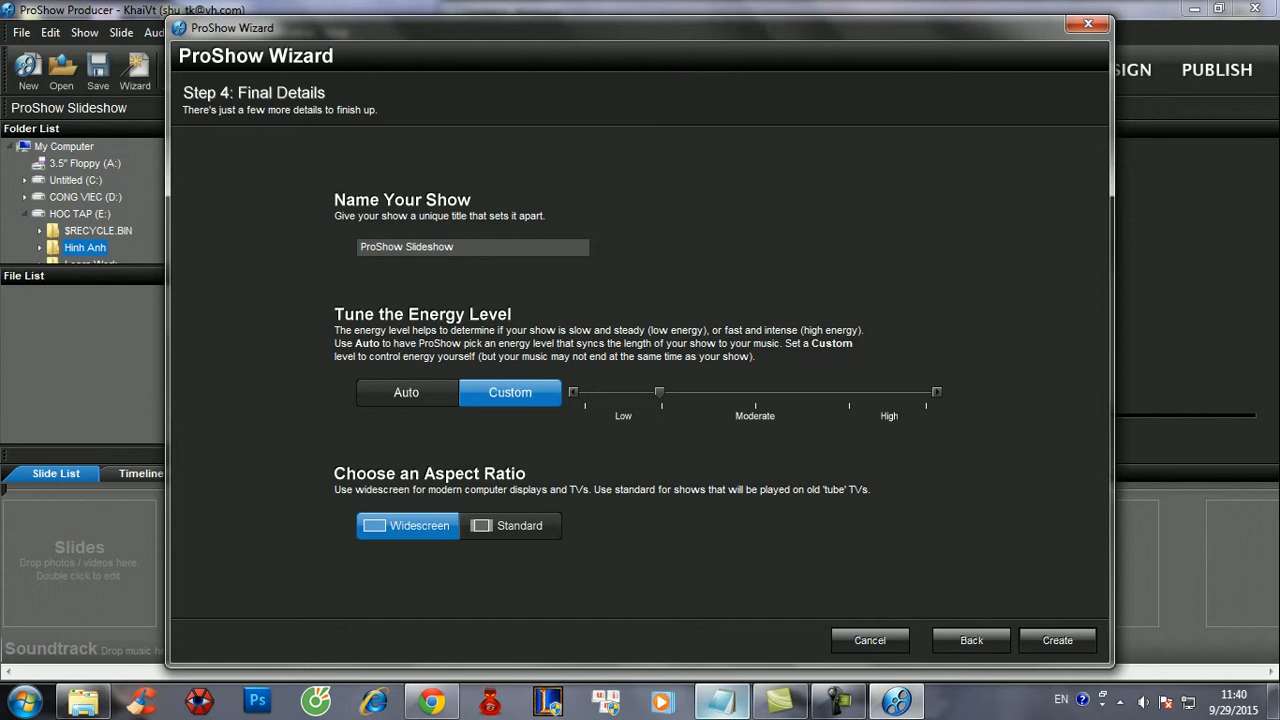 ProShow Producer - KhaiVt (shu_tk@yh.com)
File Edit Show Slide Aud
New Open Save Wizard
ProShow Slideshow
SIGN PUBLISH
Folder List
My Computer
3.5" Floppy (A:)
Untitled (C:)
CONG VIEC (D:)
HOC TAP (E:)
$RECYCLE.BIN
Hinh Anh
File List
Slide List Timeline
Slides
Drop photos / videos here.
Double click to edit
Soundtrack Drop music he
ProShow Wizard
ProShow Wizard
Step 4: Final Details
There's just a few more details to finish up.
Name Your Show
Give your show a unique title that sets it apart.
ProShow Slideshow
Tune the Energy Level
The energy level helps to determine if your show is slow and steady (low energy), or fast and intense (high energy).
Use Auto to have ProShow pick an energy level that syncs the length of your show to your music. Set a Custom
level to control energy yourself (but your music may not end at the same time as your show).
Auto Custom
Low Moderate High
Choose an Aspect Ratio
Use widescreen for modern computer displays and TVs. Use standard for shows that will be played on old 'tube' TVs.
Widescreen Standard
Cancel Back Create
Ps
EN
11:40
9/29/2015